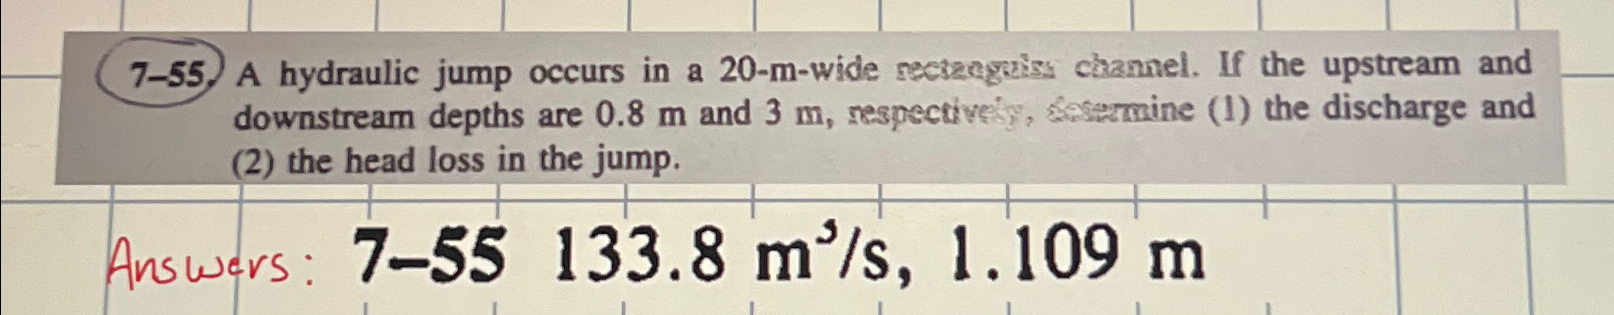 7–55. A hydraulic jump occurs in a 20-m-wide rectangular channel. If the upstream and
downstream depths are 0.8 m and 3 m, respectively, determine (1) the discharge and
(2) the head loss in the jump.
Answers: 7–55 133.8 m³/s, 1.109 m